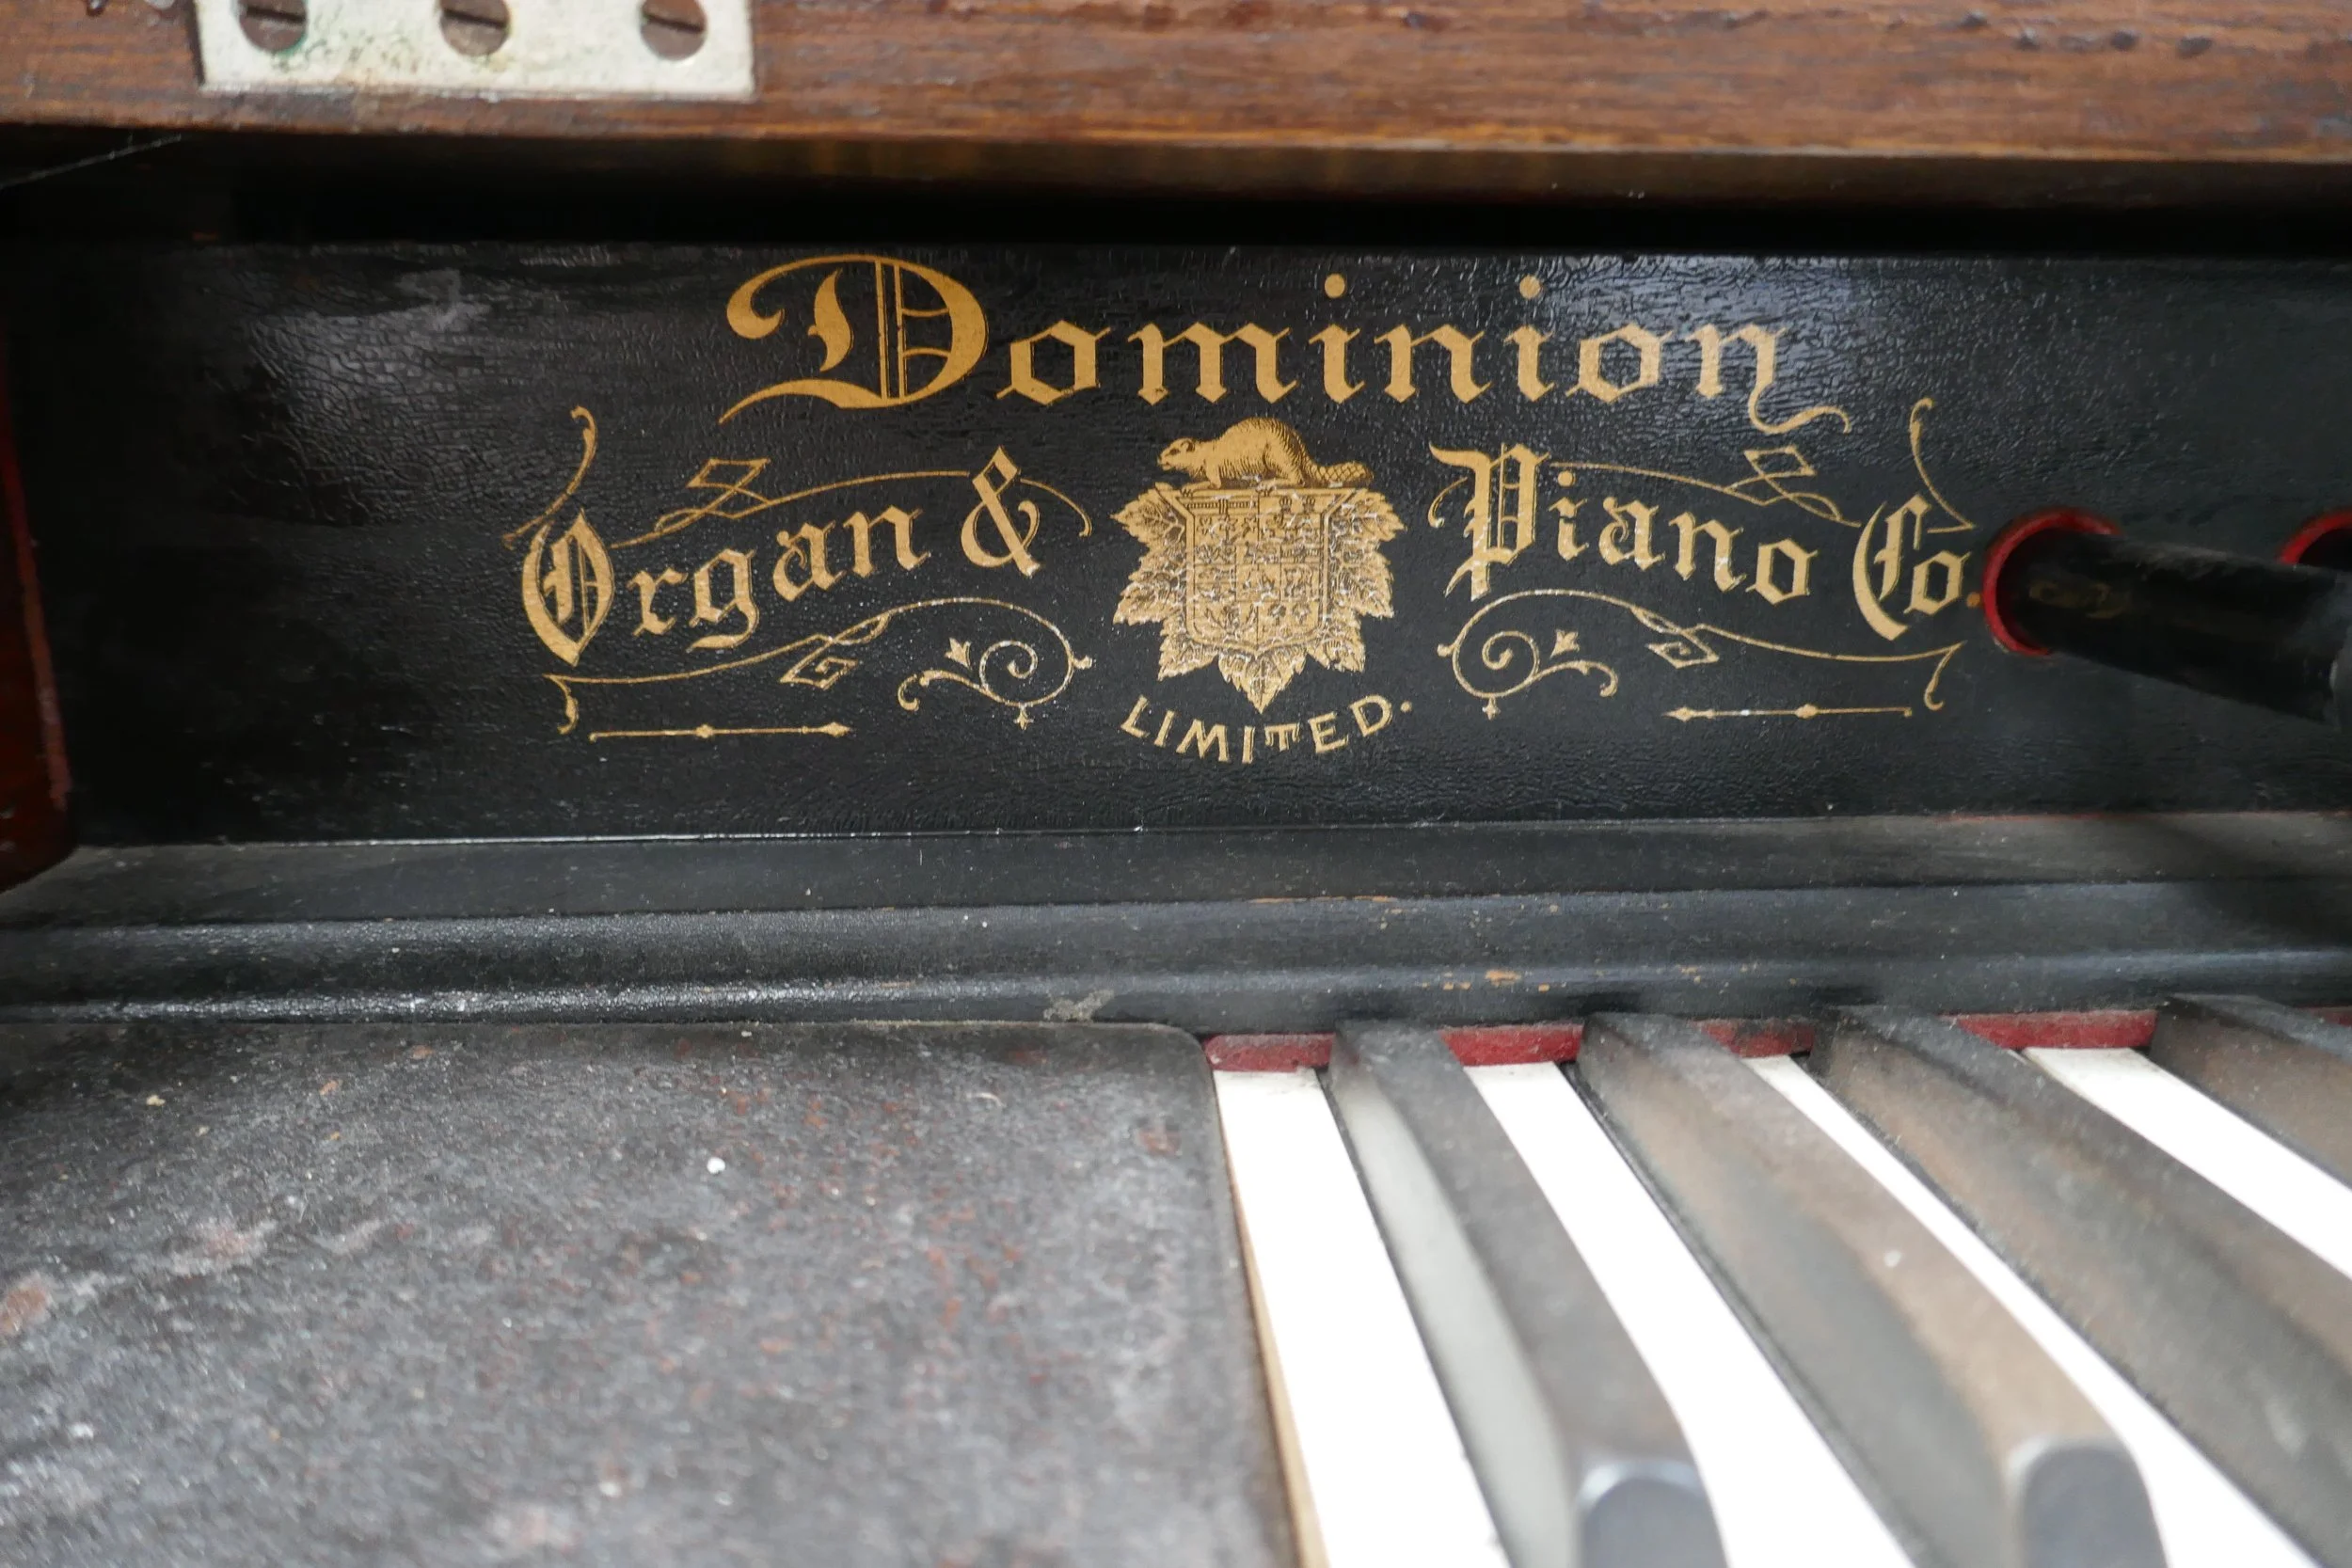 Dominion
Organ & Piano Co.
LIMITED.